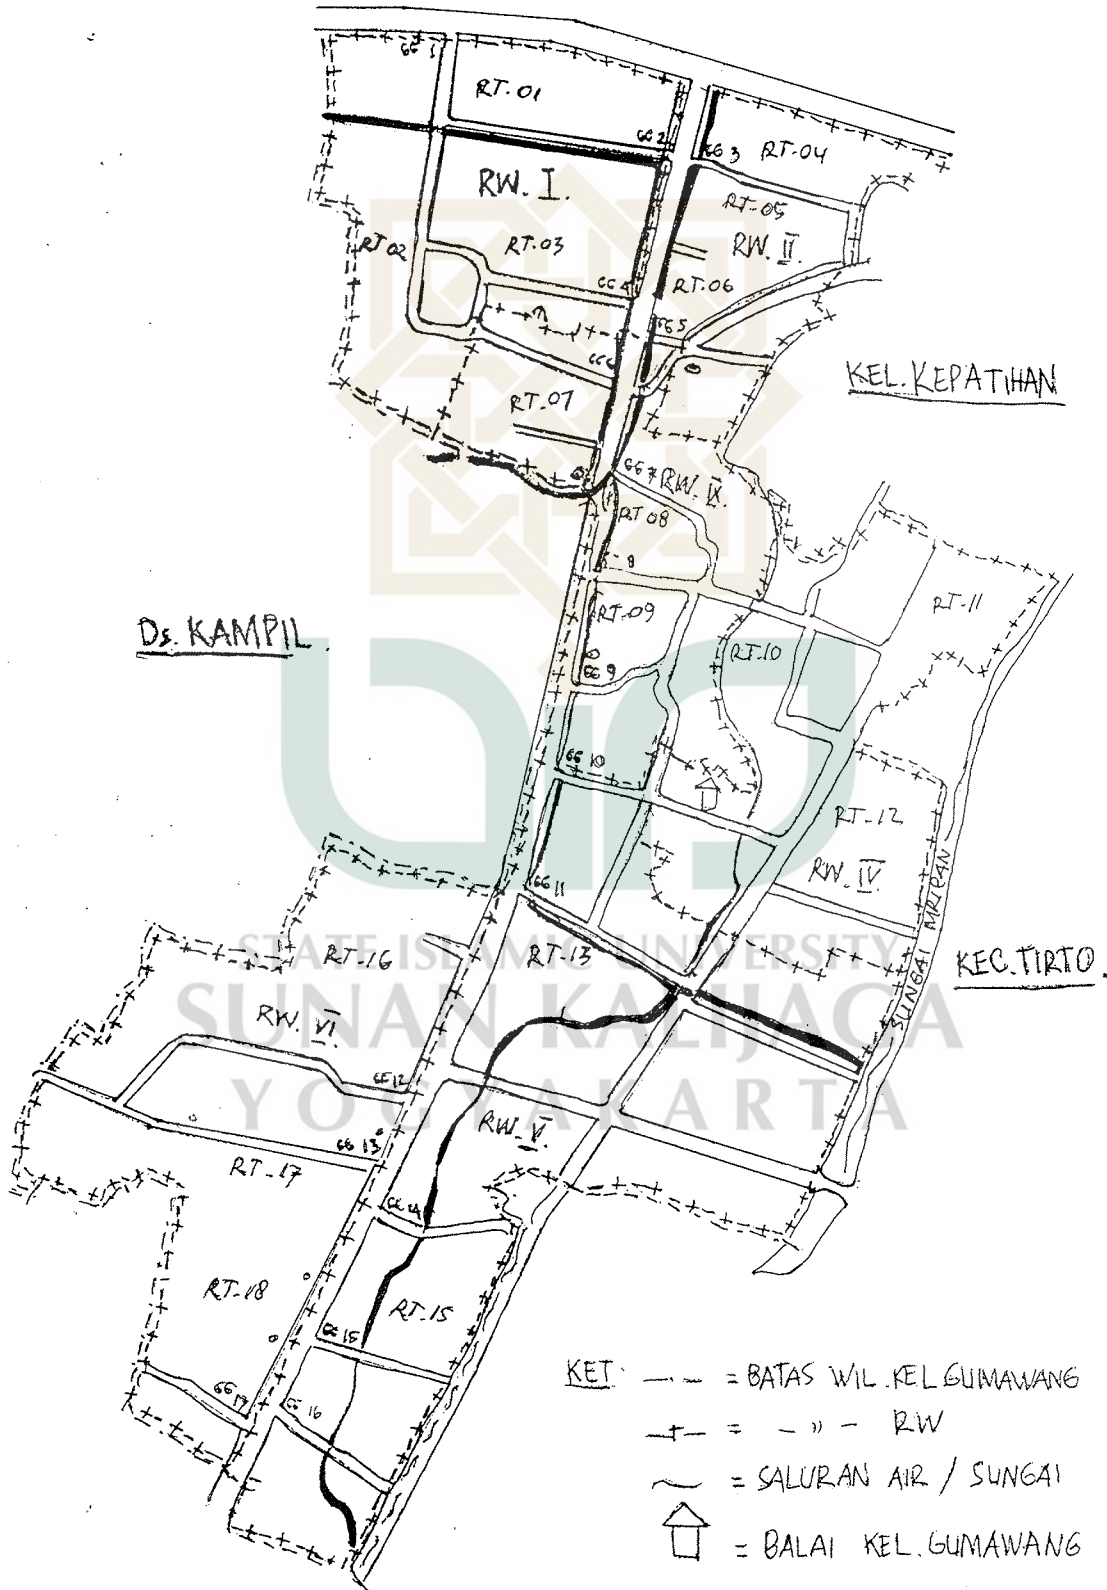 GG 1
RT-01
GG 2
GG 3
RT-04
RW. I.
RT-05
RT 02
RT-03
RW. II
GG 4
RT-06
GG 5
GG 6
KEL. KEPATIHAN
RT-07
GG 7
RT 08
8
RT-11
RT-09
Ds. KAMPIL.
RT-10
GG 9
GG 10
RT-12
RW. IV
GG 11
SUNGAI MRICAN
RT-16
RT-13
KEC. TIRTO.
STATE ISLAMIC UNIVERSITY
SUNAN KALIJAGA
YOGYAKARTA
RW. VI
GG 12
RW. V.
GG 13
RT-17
GG 14
RT-18
RT-15
GG 15
GG 16
KET: = BATAS WIL. KEL. GUMAWANG
= - " - RW
= SALURAN AIR / SUNGAI
= BALAI KEL. GUMAWANG